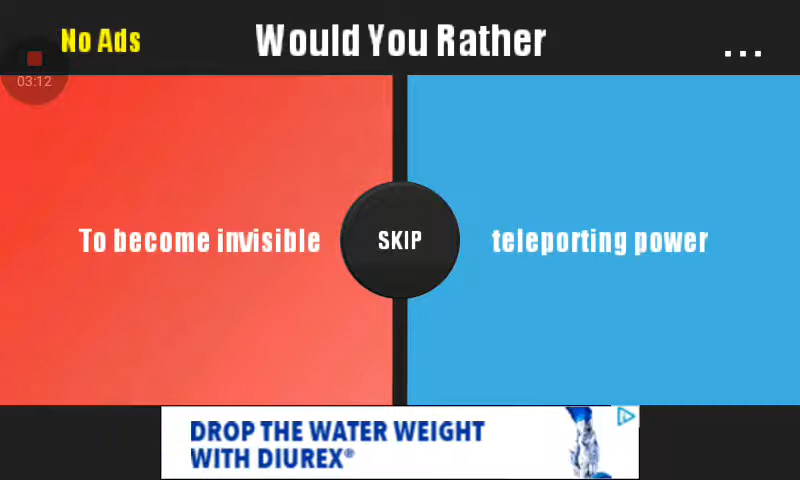 No Ads
Would You Rather
...
03:12
To become invisible
SKIP
teleporting power
DROP THE WATER WEIGHT
WITH DIUREX®